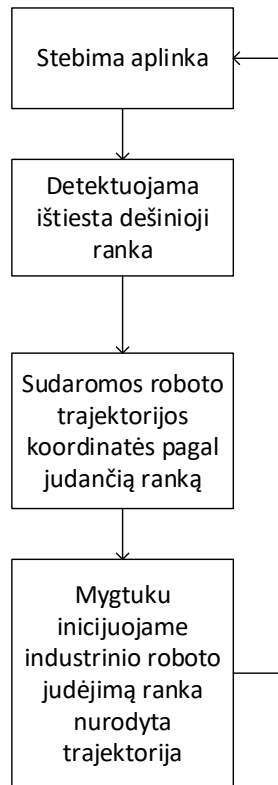 Stebima aplinka
Detektuojama
ištiesta dešinioji
ranka
Sudaromos roboto
trajektorijos
koordinatės pagal
judančią ranką
Mygtuku
inicijuojame
industrinio roboto
judėjimą ranka
nurodyta
trajektorija